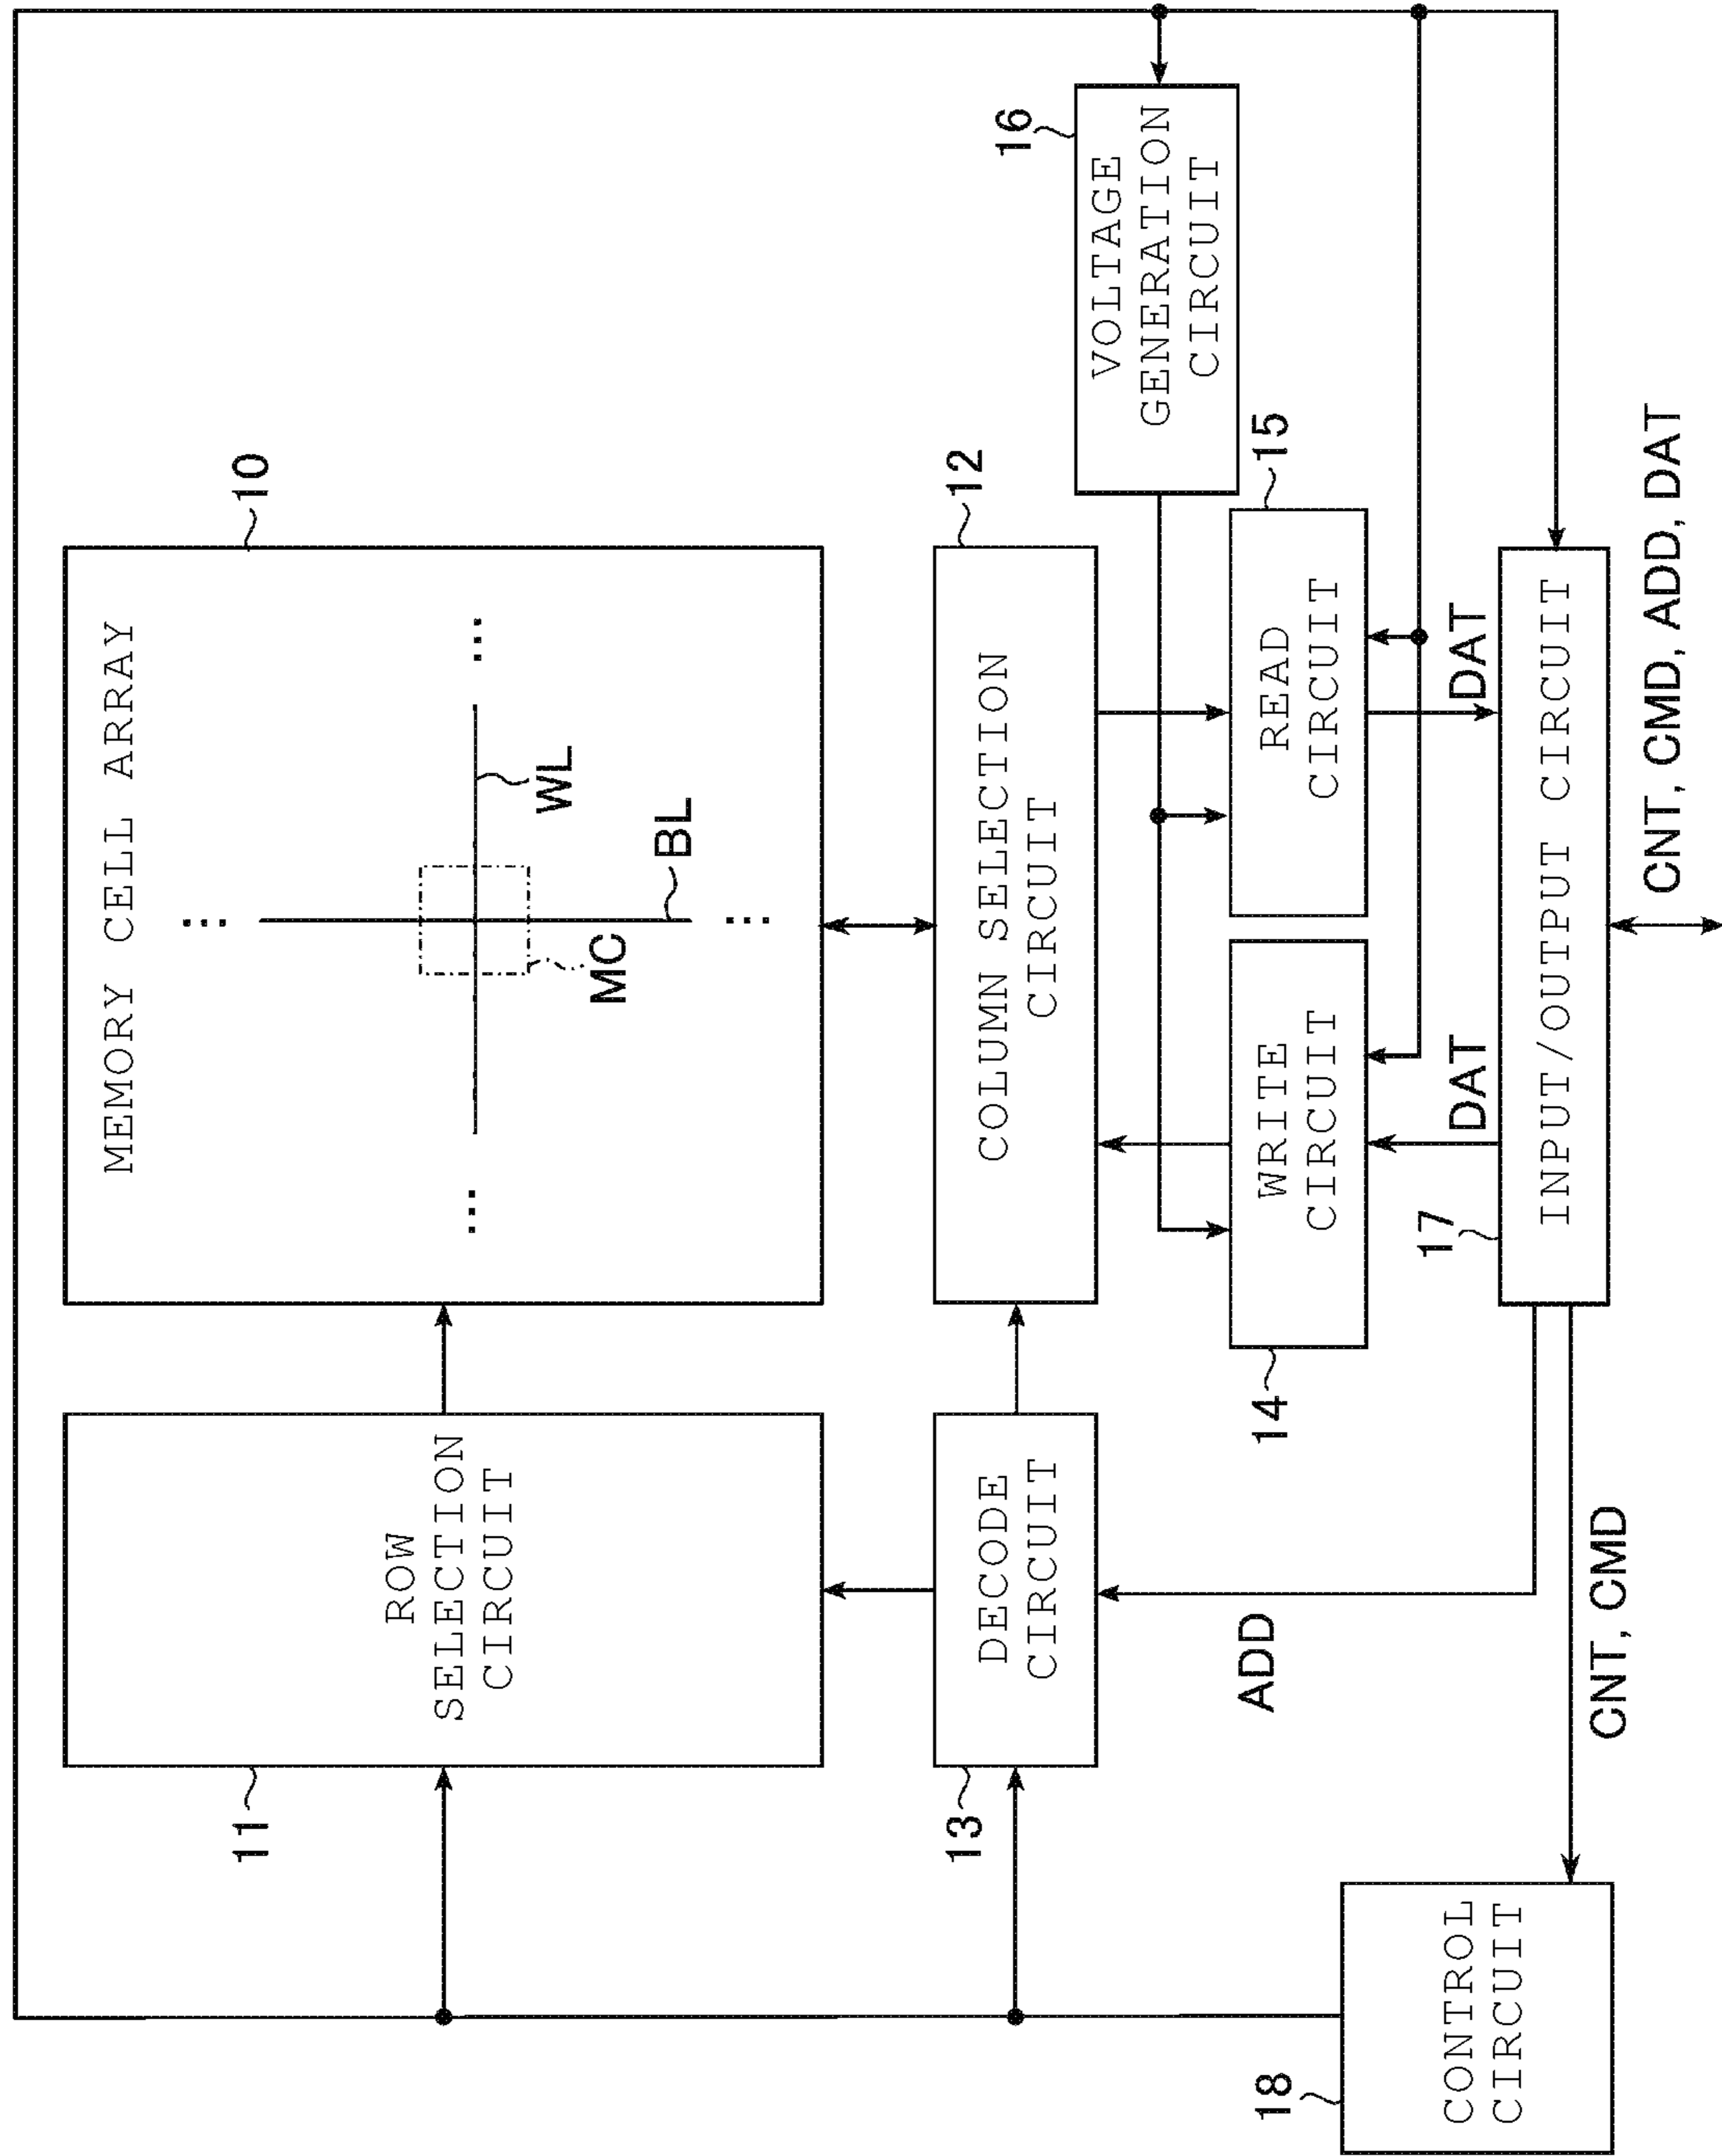 MEMORY CELL ARRAY
10
...
...
WL
...
BL
MC
...
11
ROW
SELECTION
CIRCUIT
12
COLUMN SELECTION
CIRCUIT
13
DECODE
CIRCUIT
16
VOLTAGE
GENERATION
CIRCUIT
14
WRITE
CIRCUIT
15
READ
CIRCUIT
ADD
DAT
DAT
17
INPUT/OUTPUT CIRCUIT
18
CONTROL
CIRCUIT
CNT, CMD
CNT, CMD, ADD, DAT